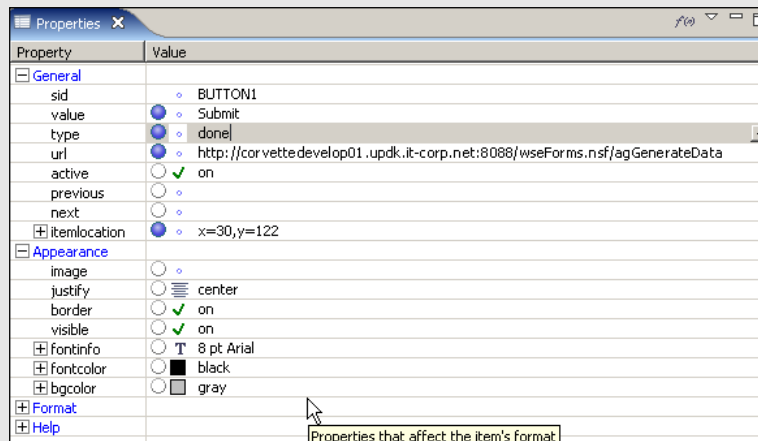 Properties
f(e)
Property Value
General
sid BUTTON1
value Submit
type done
url http://corvettedevelop01.updk.it-corp.net:8088/wseForms.nsf/agGenerateData
active on
previous
next
itemlocation x=30,y=122
Appearance
image
justify center
border on
visible on
fontinfo T 8 pt Arial
fontcolor black
bgcolor gray
Format
Help
Properties that affect the item's format